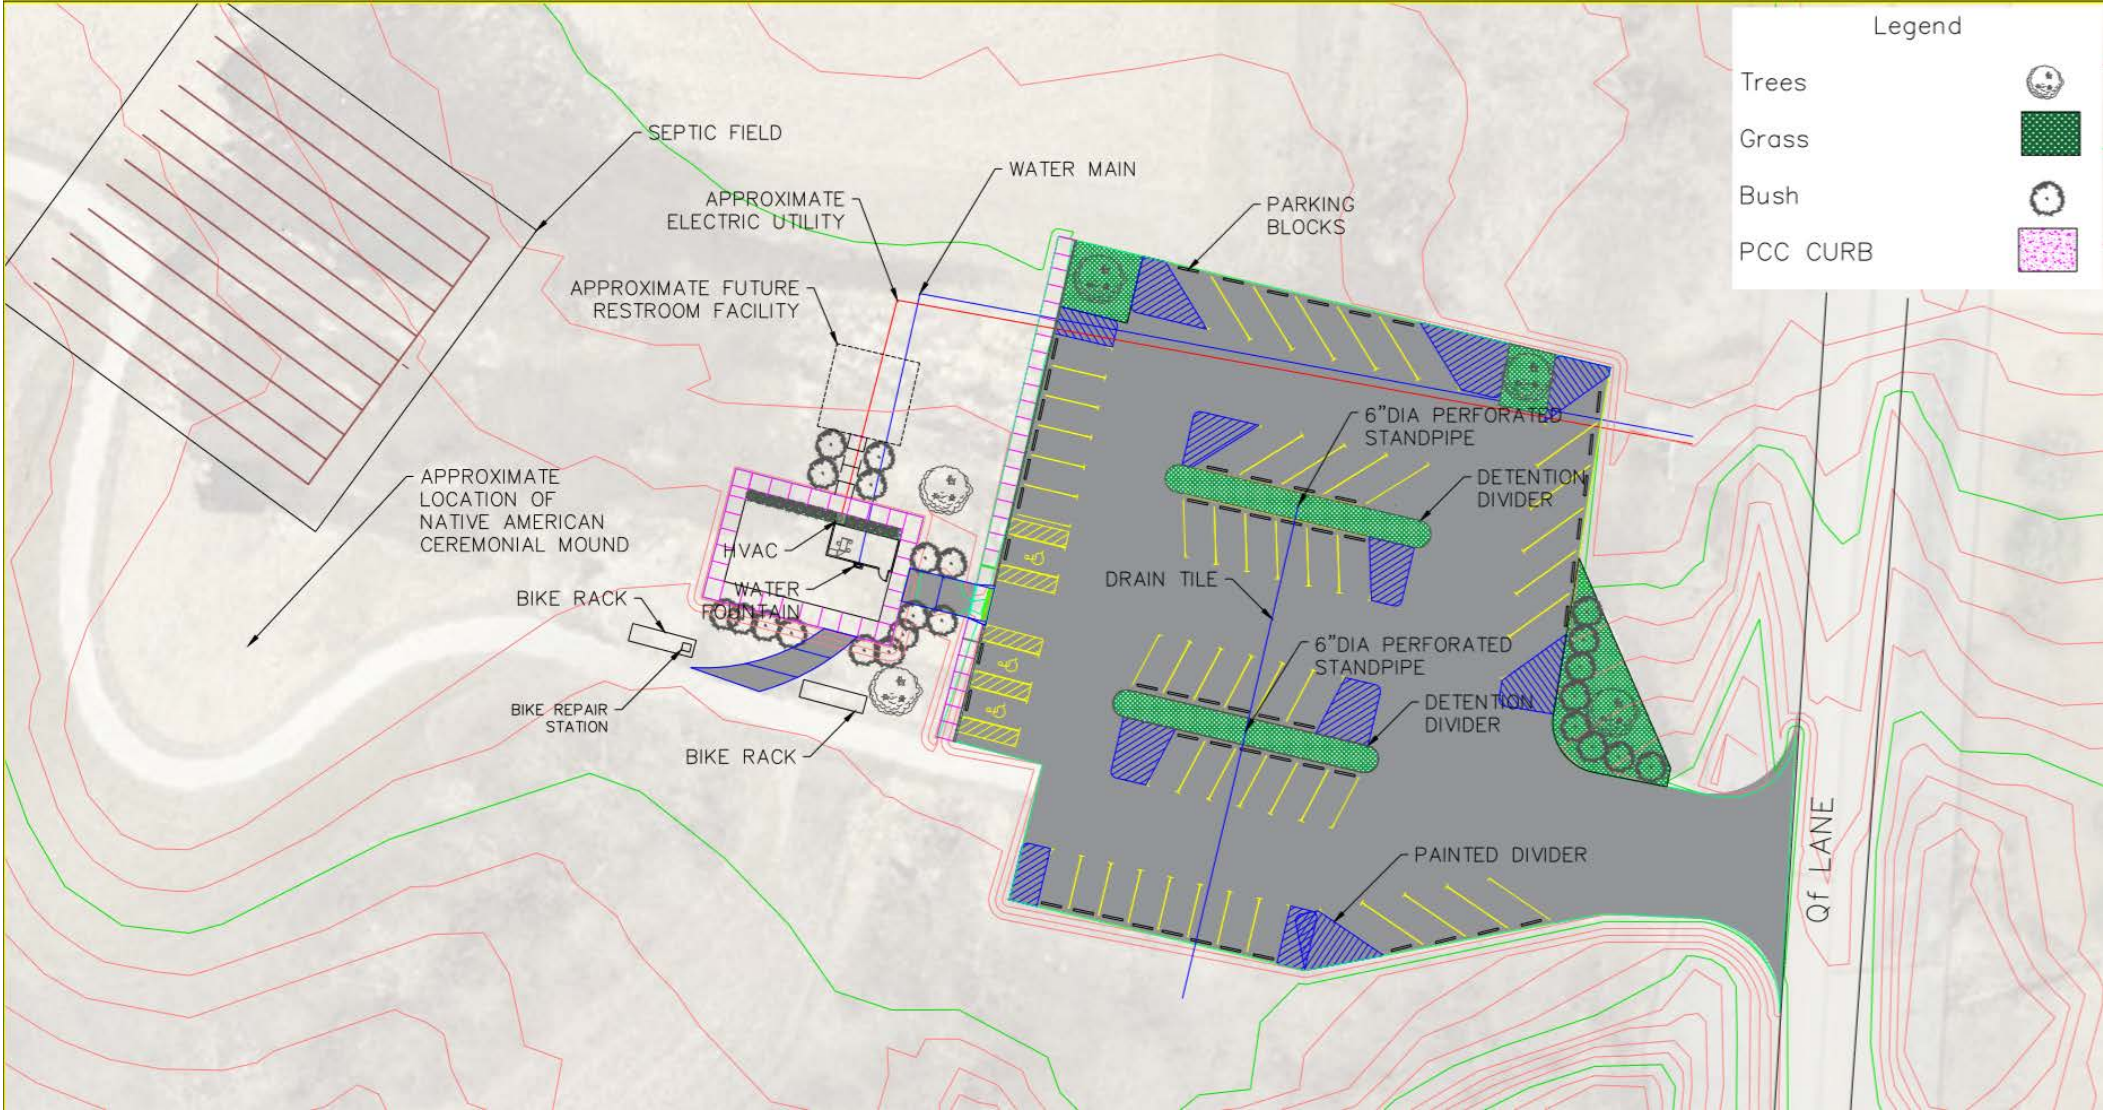 Legend
Trees
Grass
Bush
PCC CURB
SEPTIC FIELD
WATER MAIN
APPROXIMATE
ELECTRIC UTILITY
PARKING
BLOCKS
APPROXIMATE FUTURE
RESTROOM FACILITY
6"DIA PERFORATED
STANDPIPE
DETENTION
DIVIDER
APPROXIMATE
LOCATION OF
NATIVE AMERICAN
CEREMONIAL MOUND
HVAC
WATER
FOUNTAIN
DRAIN TILE
BIKE RACK
6"DIA PERFORATED
STANDPIPE
BIKE REPAIR
STATION
DETENTION
DIVIDER
BIKE RACK
PAINTED DIVIDER
Qf LANE